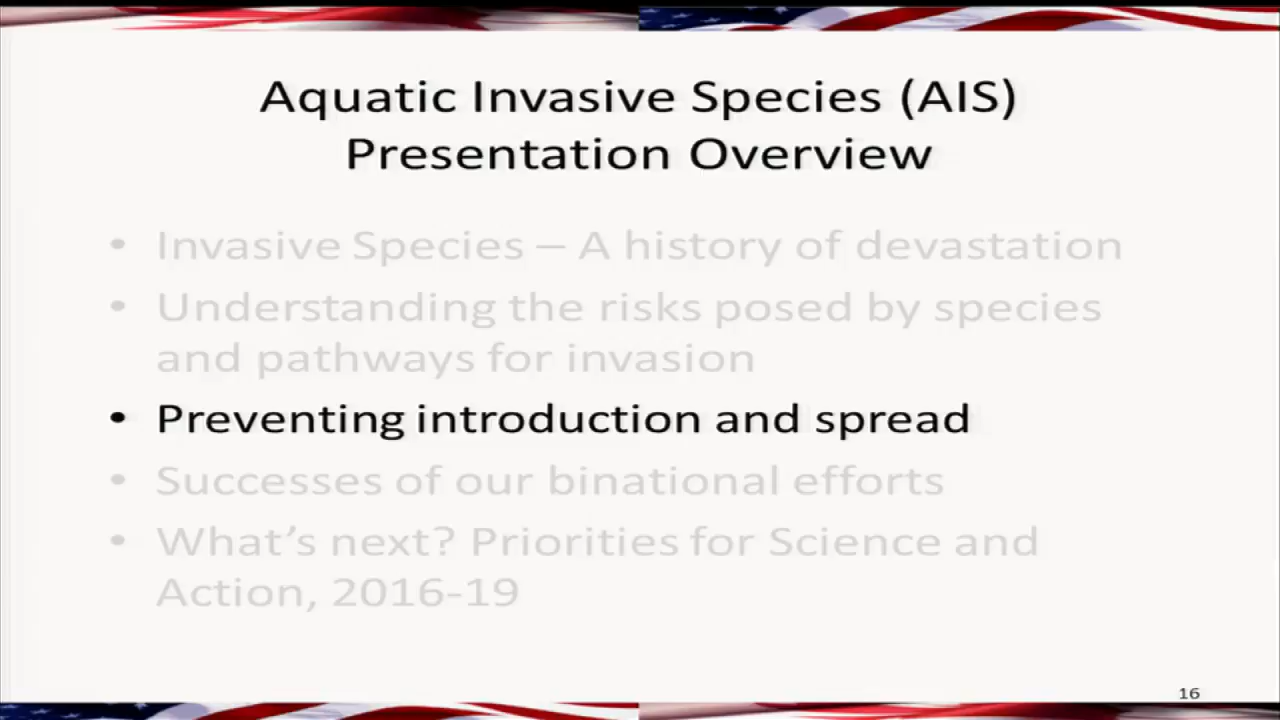 Aquatic Invasive Species (AIS)
Presentation Overview
• Invasive Species – A history of devastation
• Understanding the risks posed by species
and pathways for invasion
• Preventing introduction and spread
• Successes of our binational efforts
• What's next? Priorities for Science and
Action, 2016-19
16